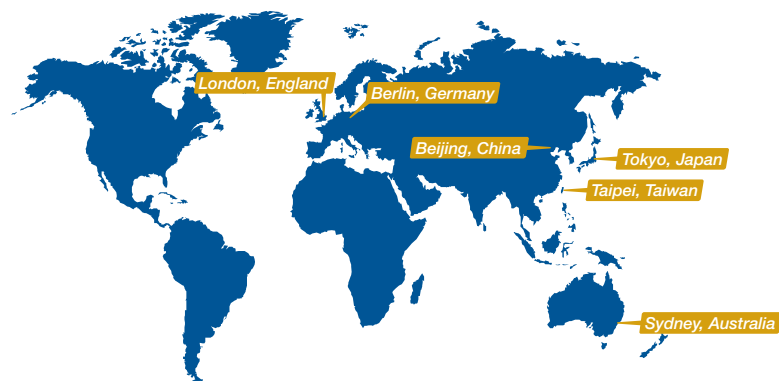 London, England
Berlin, Germany
Beijing, China
Tokyo, Japan
Taipei, Taiwan
Sydney, Australia